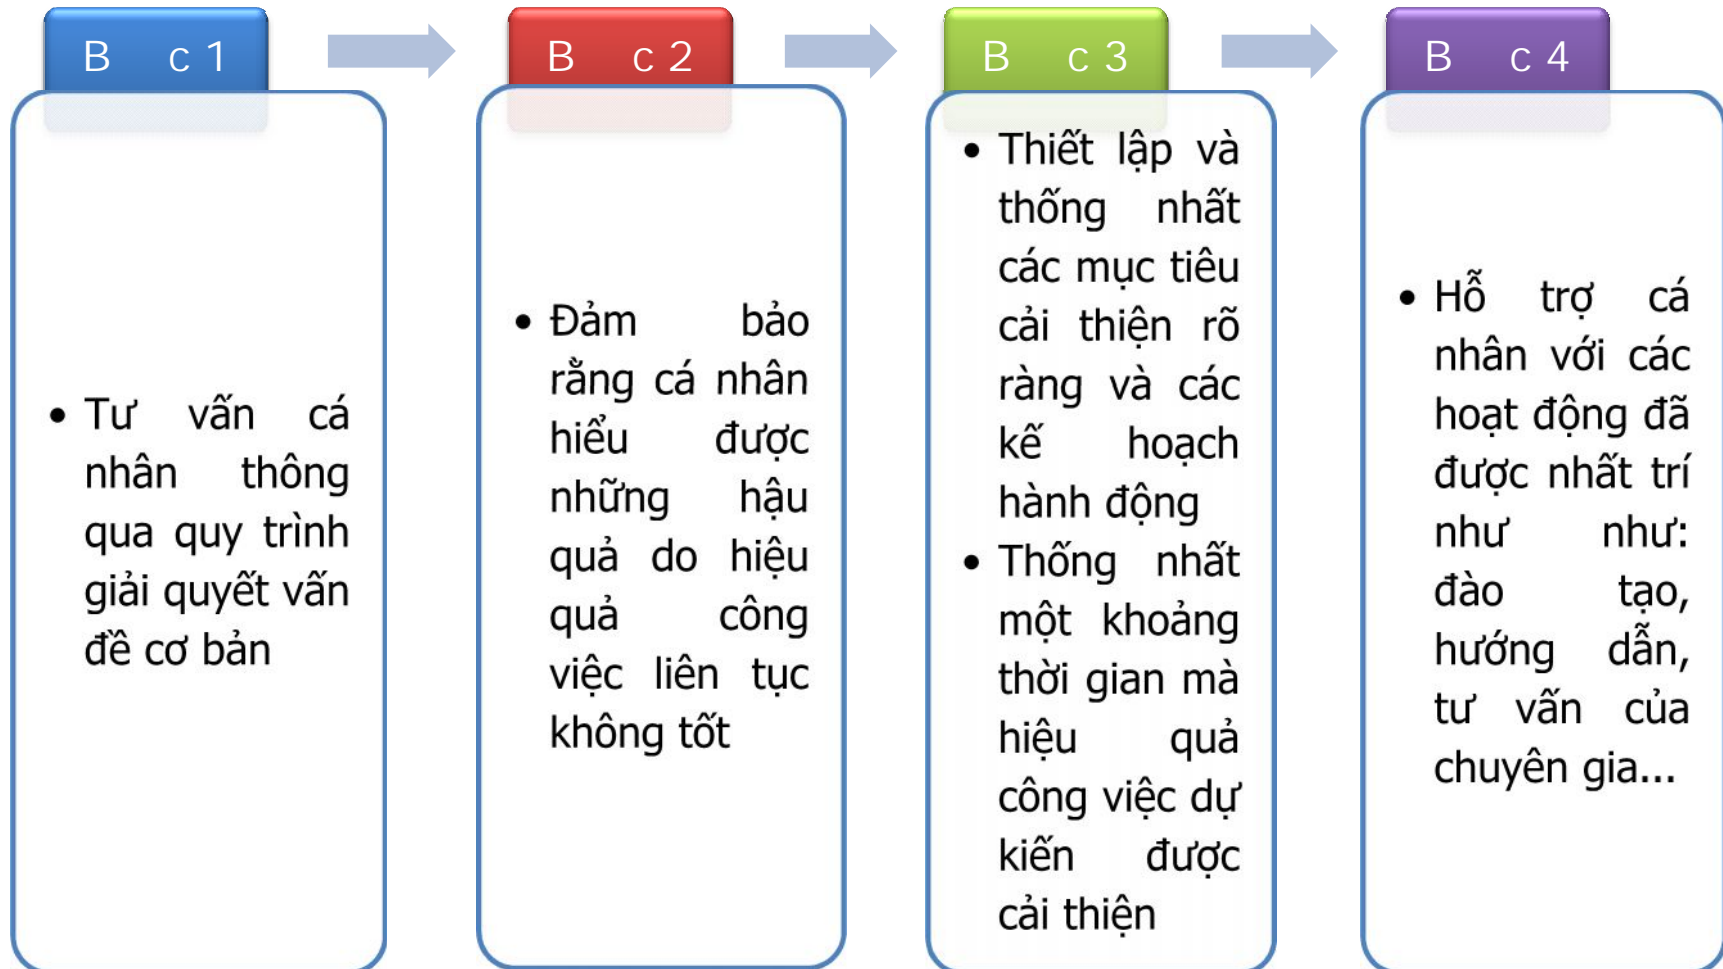 B c 1
Tư vấn cá
nhân thông
qua quy trình
giải quyết vấn
đề cơ bản
B c 2
Đảm bảo
rằng cá nhân
hiểu được
những hậu
quả do hiệu
quả công
việc liên tục
không tốt
B c 3
Thiết lập và
thống nhất
các mục tiêu
cải thiện rõ
ràng và các
kế hoạch
hành động
Thống nhất
một khoảng
thời gian mà
hiệu quả
công việc dự
kiến được
cải thiện
B c 4
Hỗ trợ cá
nhân với các
hoạt động đã
được nhất trí
như như:
đào tạo,
hướng dẫn,
tư vấn của
chuyên gia...